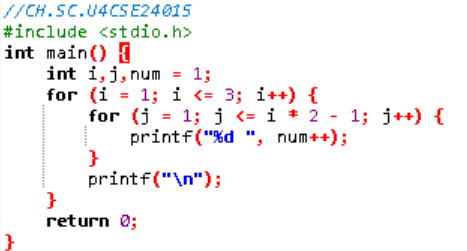 //CH.SC.U4CSE24015
#include <stdio.h>
int main() {
    int i,j,num = 1;
    for (i = 1; i <= 3; i++) {
        for (j = 1; j <= i * 2 - 1; j++) {
            printf("%d ", num++);
        }
        printf("\n");
    }
    return 0;
}